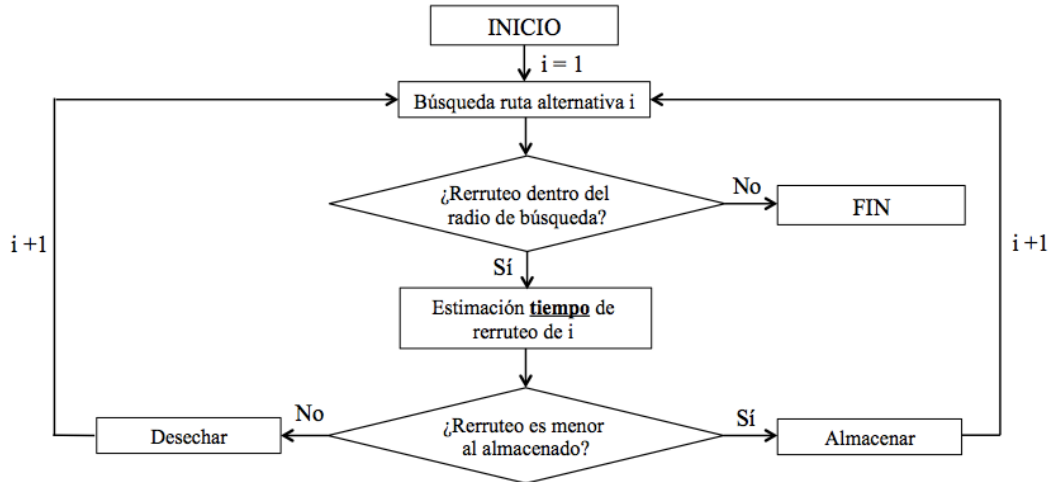 INICIO
i = 1
Búsqueda ruta alternativa i
¿Rerruteo dentro del
radio de búsqueda?
No
FIN
i +1
i +1
Sí
Estimación tiempo de
rerruteo de i
¿Rerruteo es menor
al almacenado?
No
Desechar
Sí
Almacenar